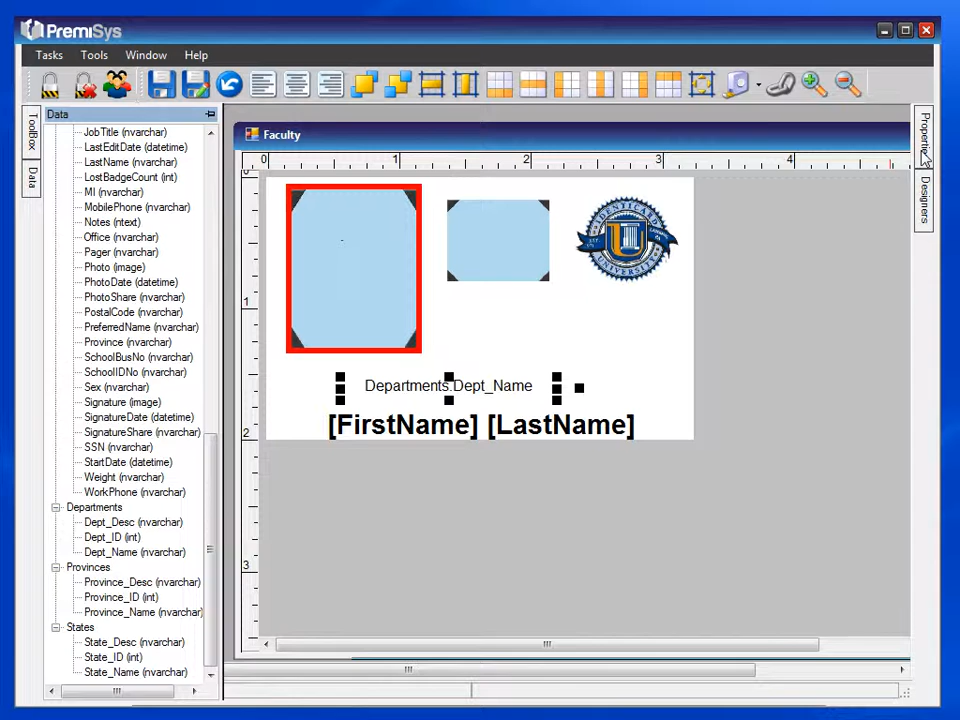 PremiSys
Tasks Tools Window Help
ToolBox
Data
Data
JobTitle (nvarchar)
LastEditDate (datetime)
LastName (nvarchar)
LastBadgeCount (int)
MI (nvarchar)
MobilePhone (nvarchar)
Notes (ntext)
Office (nvarchar)
Pager (nvarchar)
Photo (image)
PhotoDate (datetime)
PhotoShare (nvarchar)
PostalCode (nvarchar)
PreferredName (nvarchar)
Province (nvarchar)
SchoolBusNo (nvarchar)
SchoolIDNo (nvarchar)
Sex (nvarchar)
Signature (image)
SignatureDate (datetime)
SignatureShare (nvarchar)
SSN (nvarchar)
StartDate (datetime)
Weight (nvarchar)
WorkPhone (nvarchar)
Departments
Dept_Desc (nvarchar)
Dept_ID (int)
Dept_Name (nvarchar)
Provinces
Province_Desc (nvarchar)
Province_ID (int)
Province_Name (nvarchar)
States
State_Desc (nvarchar)
State_ID (int)
State_Name (nvarchar)
Faculty
0 1 2 3 4
1
2
3
IDENTICARD
UNIVERSITY
Departments.Dept_Name
[FirstName] [LastName]
Designers